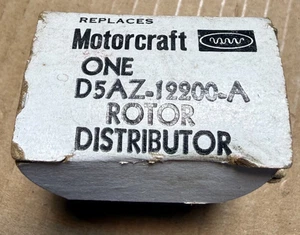 REPLACES
Motorcraft
ONE
D5AZ-12200-A
ROTOR
DISTRIBUTOR